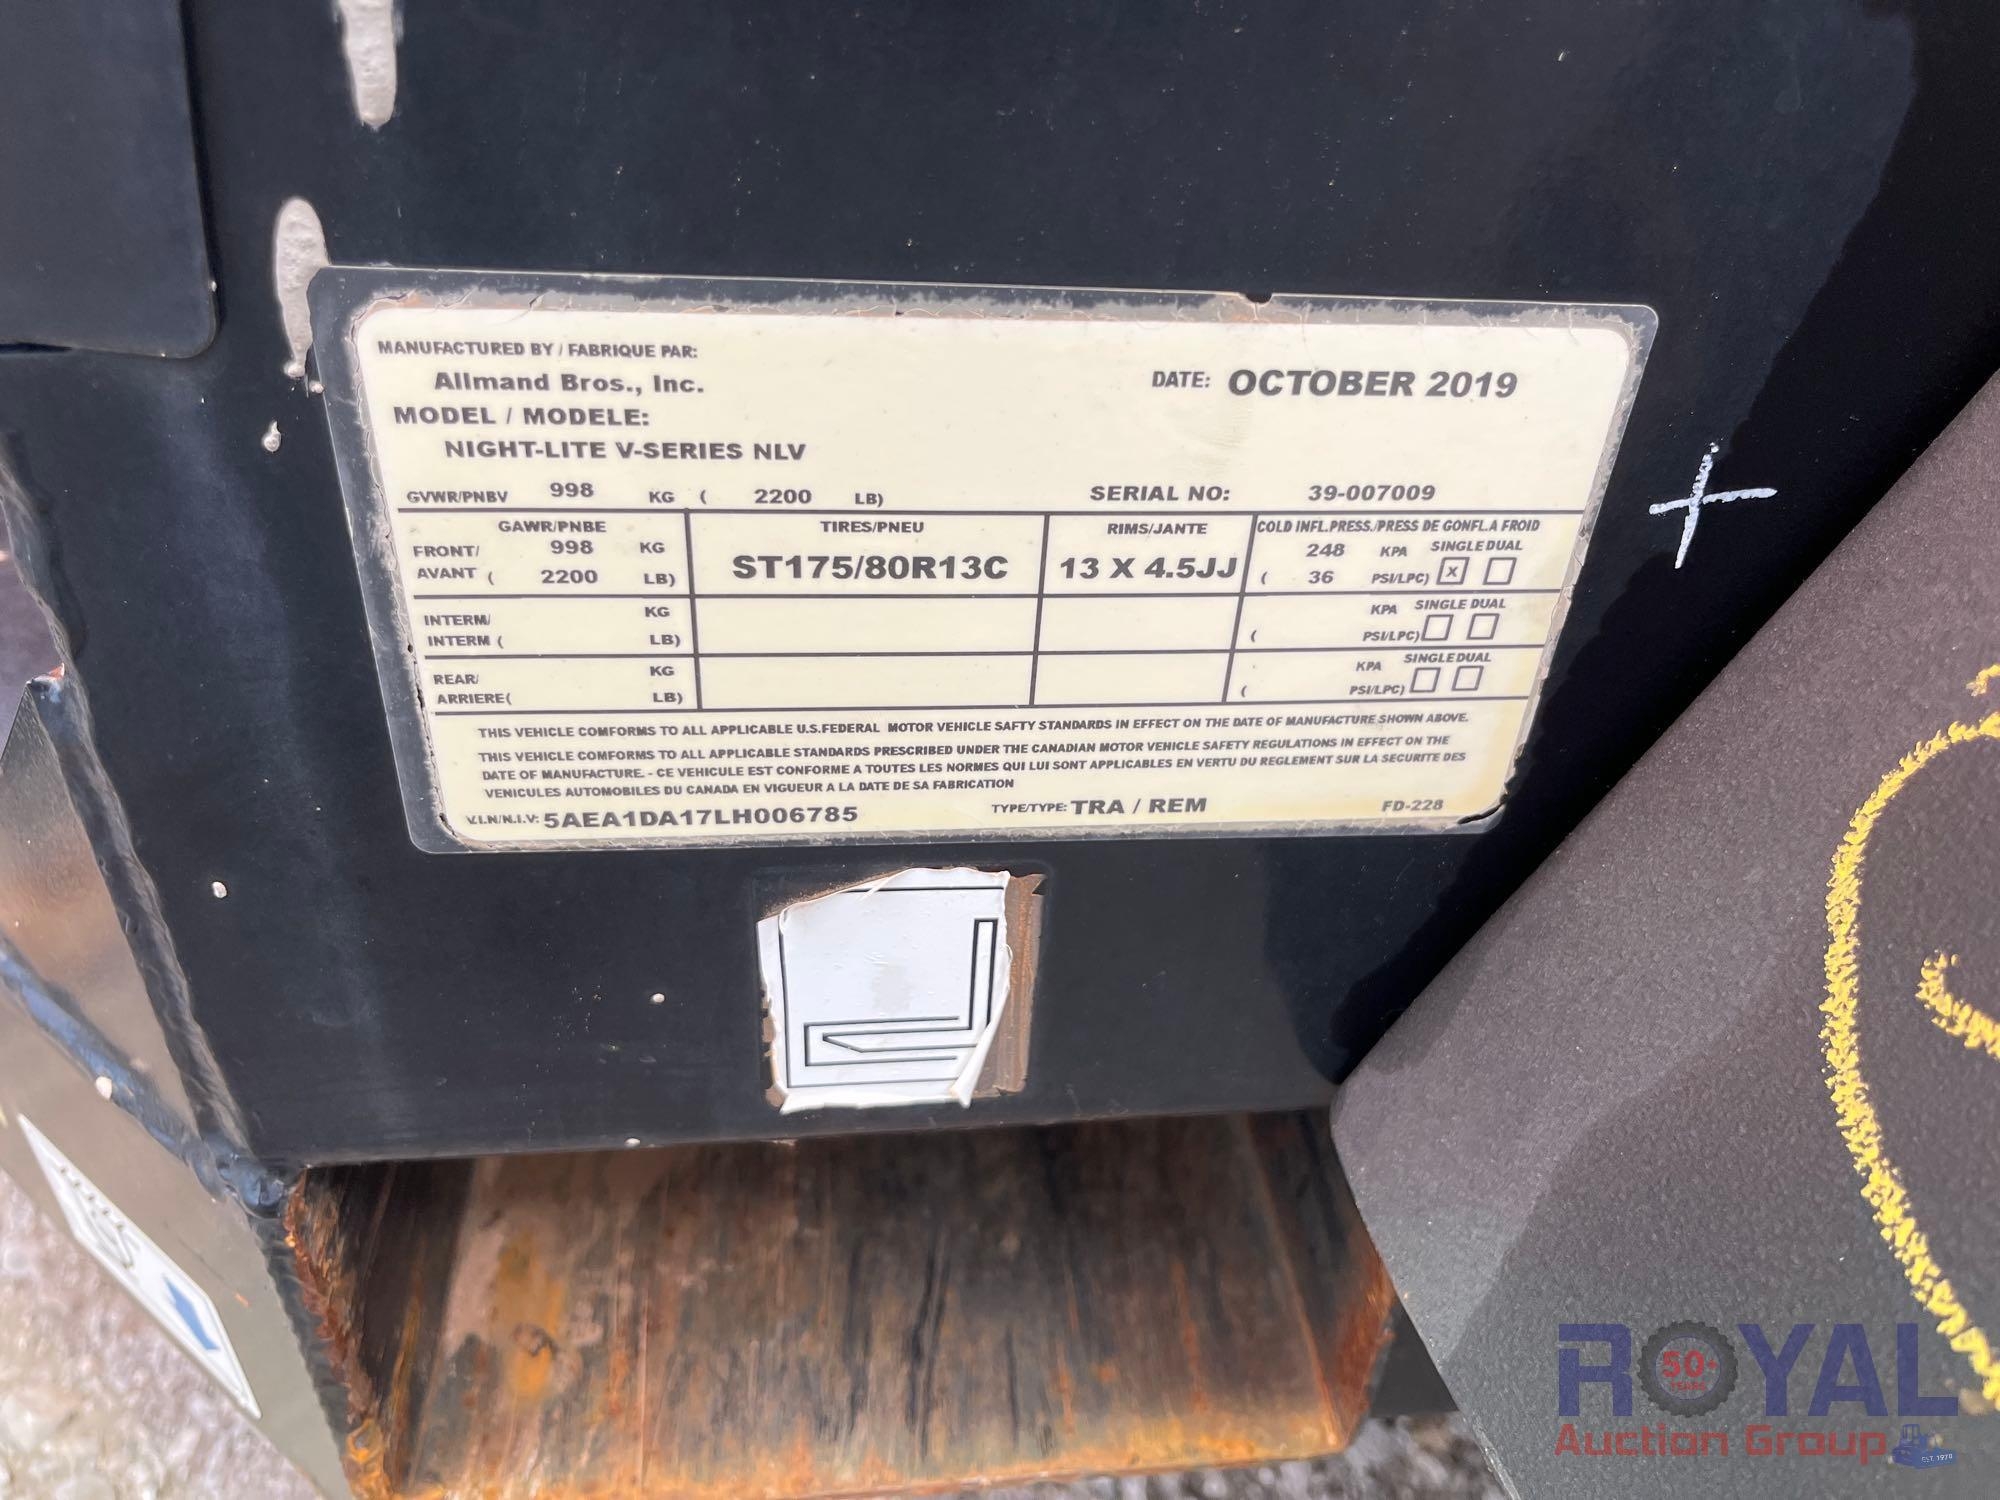 MANUFACTURED BY / FABRIQUE PAR:
Allmand Bros., Inc.
DATE: OCTOBER 2019
MODEL / MODELE:
NIGHT-LITE V-SERIES NLV
GVWR/PNBV 998 KG ( 2200 LB)
SERIAL NO: 39-007009
GAWR/PNBE TIRES/PNEU RIMS/JANTE COLD INFL.PRESS./PRESS DE GONFL.A FROID
FRONT/ 998 KG ST175/80R13C 13 X 4.5JJ 248 KPA SINGLE DUAL
AVANT ( 2200 LB) ( 36 PSI/LPC) X
INTERM/ KG KPA SINGLE DUAL
INTERM ( LB) ( PSI/LPC)
REAR/ KG KPA SINGLE DUAL
ARRIERE( LB) ( PSI/LPC)
THIS VEHICLE COMFORMS TO ALL APPLICABLE U.S.FEDERAL MOTOR VEHICLE SAFTY STANDARDS IN EFFECT ON THE DATE OF MANUFACTURE SHOWN ABOVE.
THIS VEHICLE COMFORMS TO ALL APPLICABLE STANDARDS PRESCRIBED UNDER THE CANADIAN MOTOR VEHICLE SAFETY REGULATIONS IN EFFECT ON THE
DATE OF MANUFACTURE. - CE VEHICULE EST CONFORME A TOUTES LES NORMES QUI LUI SONT APPLICABLES EN VERTU DU REGLEMENT SUR LA SECURITE DES
VENICULES AUTOMOBILES DU CANADA EN VIGUEUR A LA DATE DE SA FABRICATION
V.I.N/N.I.V: 5AEA1DA17LH006785 TYPE/TYPE: TRA / REM FD-228
ROYAL
50+
YEARS
Auction Group
EST. 1970